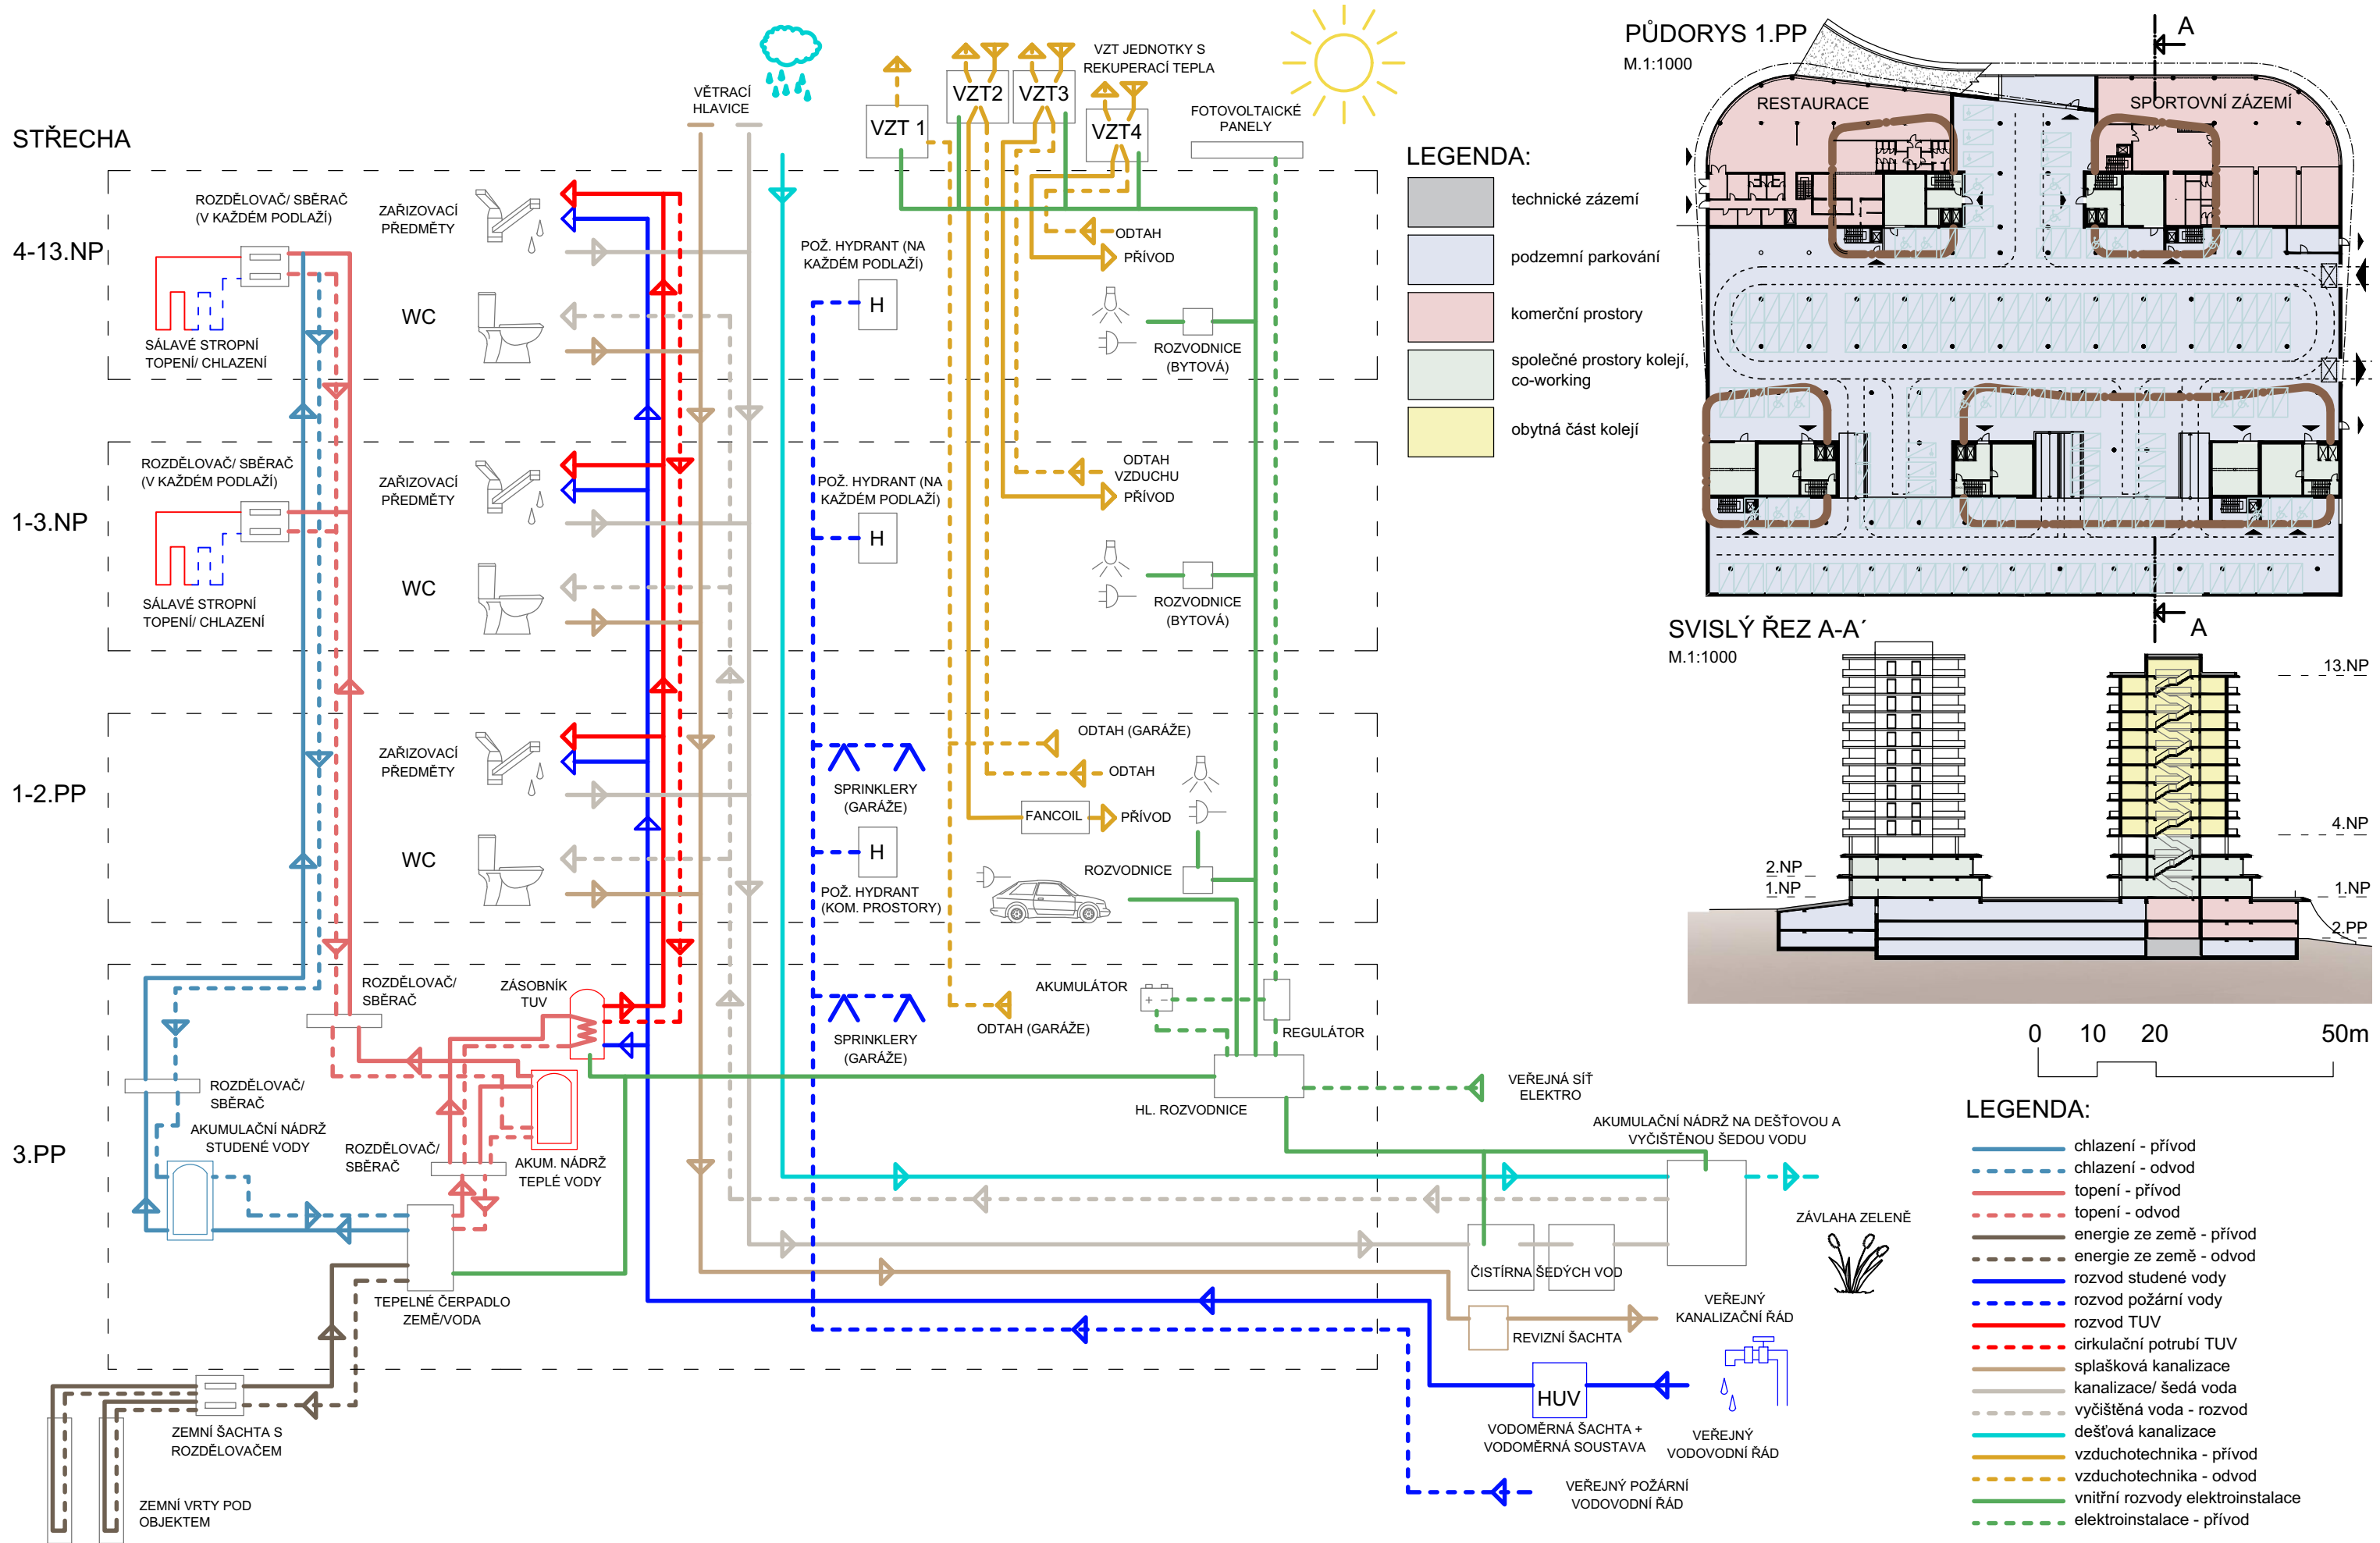 STŘECHA
4-13.NP
1-3.NP
1-2.PP
3.PP
VĚTRACÍ
HLAVICE
VZT 1
VZT2
VZT3
VZT4
VZT JEDNOTKY S
REKUPERACÍ TEPLA
FOTOVOLTAICKÉ
PANELY
ROZDĚLOVAČ/ SBĚRAČ
(V KAŽDÉM PODLAŽÍ)
SÁLAVÉ STROPNÍ
TOPENÍ/ CHLAZENÍ
ZAŘIZOVACÍ
PŘEDMĚTY
WC
POŽ. HYDRANT (NA
KAŽDÉM PODLAŽÍ)
H
ODTAH
PŘÍVOD
ROZVODNICE
(BYTOVÁ)
ROZDĚLOVAČ/ SBĚRAČ
(V KAŽDÉM PODLAŽÍ)
SÁLAVÉ STROPNÍ
TOPENÍ/ CHLAZENÍ
ZAŘIZOVACÍ
PŘEDMĚTY
WC
POŽ. HYDRANT (NA
KAŽDÉM PODLAŽÍ)
H
ODTAH
VZDUCHU
PŘÍVOD
ROZVODNICE
(BYTOVÁ)
ZAŘIZOVACÍ
PŘEDMĚTY
WC
SPRINKLERY
(GARÁŽE)
H
POŽ. HYDRANT
(KOM. PROSTORY)
ODTAH (GARÁŽE)
ODTAH
FANCOIL
PŘÍVOD
ROZVODNICE
ROZDĚLOVAČ/
SBĚRAČ
ZÁSOBNÍK
TUV
SPRINKLERY
(GARÁŽE)
ODTAH (GARÁŽE)
AKUMULÁTOR
REGULÁTOR
HL. ROZVODNICE
VEŘEJNÁ SÍŤ
ELEKTRO
ROZDĚLOVAČ/
SBĚRAČ
AKUMULAČNÍ NÁDRŽ
STUDENÉ VODY
ROZDĚLOVAČ/
SBĚRAČ
AKUM. NÁDRŽ
TEPLÉ VODY
TEPELNÉ ČERPADLO
ZEMĚ/VODA
AKUMULAČNÍ NÁDRŽ NA DEŠŤOVOU A
VYČIŠTĚNOU ŠEDOU VODU
ZÁVLAHA ZELENĚ
ČISTÍRNA ŠEDÝCH VOD
REVIZNÍ ŠACHTA
VEŘEJNÝ
KANALIZAČNÍ ŘÁD
HUV
VODOMĚRNÁ ŠACHTA +
VODOMĚRNÁ SOUSTAVA
VEŘEJNÝ
VODOVODNÍ ŘÁD
VEŘEJNÝ POŽÁRNÍ
VODOVODNÍ ŘÁD
ZEMNÍ ŠACHTA S
ROZDĚLOVAČEM
ZEMNÍ VRTY POD
OBJEKTEM
LEGENDA:
technické zázemí
podzemní parkování
komerční prostory
společné prostory kolejí,
co-working
obytná část kolejí
PŮDORYS 1.PP
M.1:1000
A
RESTAURACE
SPORTOVNÍ ZÁZEMÍ
A
SVISLÝ ŘEZ A-A´
M.1:1000
13.NP
4.NP
2.NP
1.NP
1.NP
2.PP
0 10 20 50m
LEGENDA:
chlazení - přívod
chlazení - odvod
topení - přívod
topení - odvod
energie ze země - přívod
energie ze země - odvod
rozvod studené vody
rozvod požární vody
rozvod TUV
cirkulační potrubí TUV
splašková kanalizace
kanalizace/ šedá voda
vyčištěná voda - rozvod
dešťová kanalizace
vzduchotechnika - přívod
vzduchotechnika - odvod
vnitřní rozvody elektroinstalace
elektroinstalace - přívod